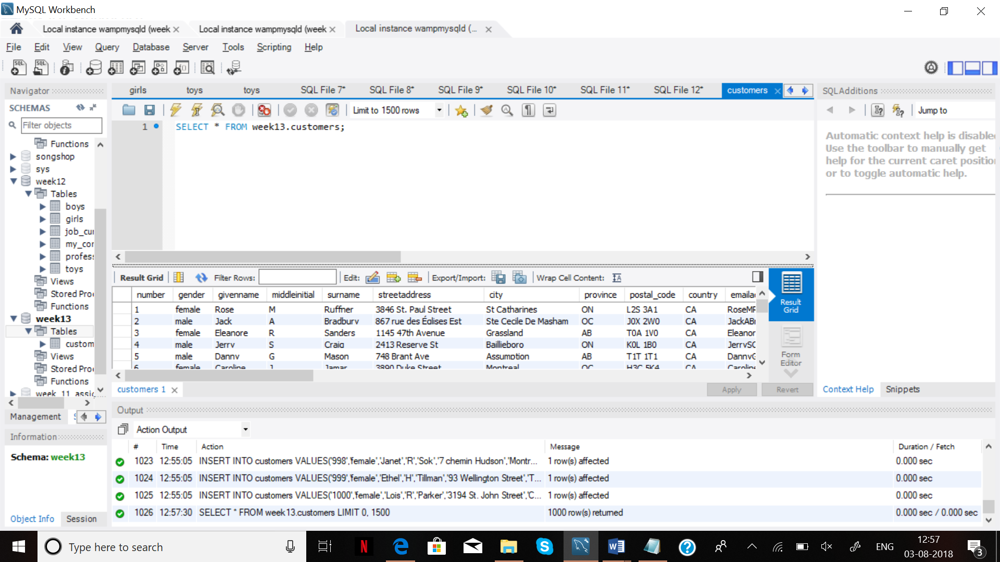 MySQL Workbench
Local instance wampmysqld (week
Local instance wampmysqld (week
Local instance wampmysqld (...
File Edit View Query Database Server Tools Scripting Help
Navigator
SCHEMAS
Filter objects
Functions
songshop
sys
week12
Tables
boys
girls
job_cur
my_cor
profes
toys
Views
Stored Pro
Functions
week13
Tables
custom
Views
Stored Pro
Functions
week_11_assig
Management
Information
Schema: week13
Object Info Session
girls toys toys SQL File 7* SQL File 8* SQL File 9* SQL File 10* SQL File 11* SQL File 12* customers
Limit to 1500 rows
1 SELECT * FROM week13.customers;
Result Grid Filter Rows: Edit: Export/Import: Wrap Cell Content:
number gender givenname middleinitial surname streetaddress city province postal_code country emaila
1 female Rose M Ruffner 3846 St. Paul Street St Catharines ON L2S 3A1 CA RoseMF
2 male Jack A Bradbury 867 rue des Églises Est Ste Cecile De Masham QC J0X 2W0 CA JackAB
3 female Eleanore R Sanders 1145 47th Avenue Grassland AB T0A 1V0 CA Eleanor
4 male Jerry S Craig 2413 Reserve St Baillieboro ON K0L 1B0 CA JerrySC
5 male Danny G Mason 748 Brant Ave Assumption AB T1T 1T1 CA DannyG
6 female Caroline J Jamar 3890 Duke Street Montreal QC H3C 5K4 CA Caroline
Result Grid
Form Editor
customers 1
Apply Revert
SQLAdditions
Jump to
Automatic context help is disabled
Use the toolbar to manually get
help for the current caret position
or to toggle automatic help.
Context Help Snippets
Output
Action Output
# Time Action Message Duration / Fetch
1023 12:55:05 INSERT INTO customers VALUES('998','female','Janet','R','Sok','7 chemin Hudson','Montr... 1 row(s) affected 0.000 sec
1024 12:55:05 INSERT INTO customers VALUES('999','female','Ethel','H','Tillman','93 Wellington Street','T... 1 row(s) affected 0.000 sec
1025 12:55:05 INSERT INTO customers VALUES('1000','female','Lois','R','Parker','3194 St. John Street','C... 1 row(s) affected 0.000 sec
1026 12:57:30 SELECT * FROM week13.customers LIMIT 0, 1500 1000 row(s) returned 0.000 sec / 0.000 sec
Type here to search
ENG
12:57
03-08-2018
3